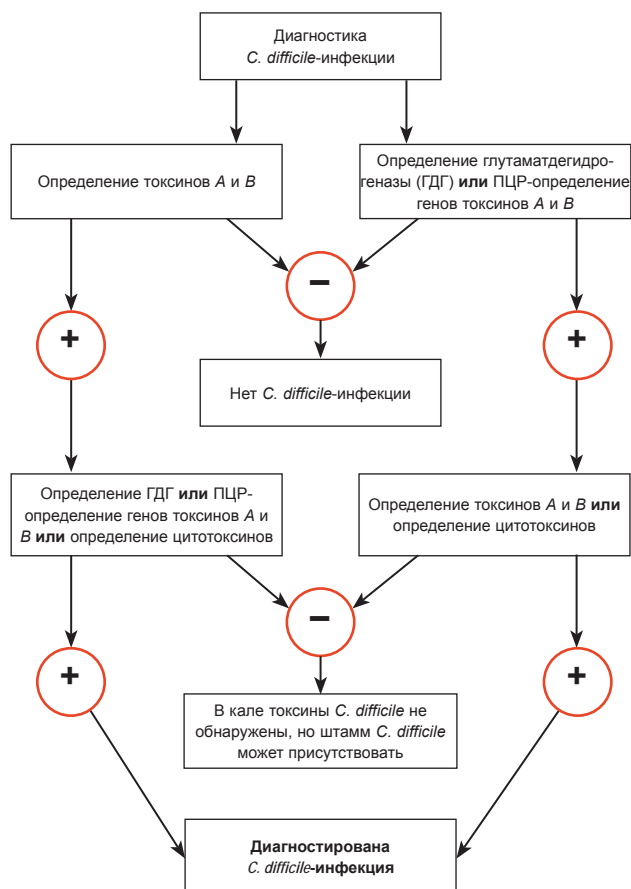 Диагностика
C. difficile-инфекции
Определение токсинов A и B
Определение глутаматдегидро-
геназы (ГДГ) или ПЦР-определение
генов токсинов A и B
–
+
+
Нет C. difficile-инфекции
Определение ГДГ или ПЦР-
определение генов токсинов A и
B или определение цитотоксинов
Определение токсинов A и B или
определение цитотоксинов
–
+
+
В кале токсины C. difficile не
обнаружены, но штамм C. difficile
может присутствовать
Диагностирована
C. difficile-инфекция